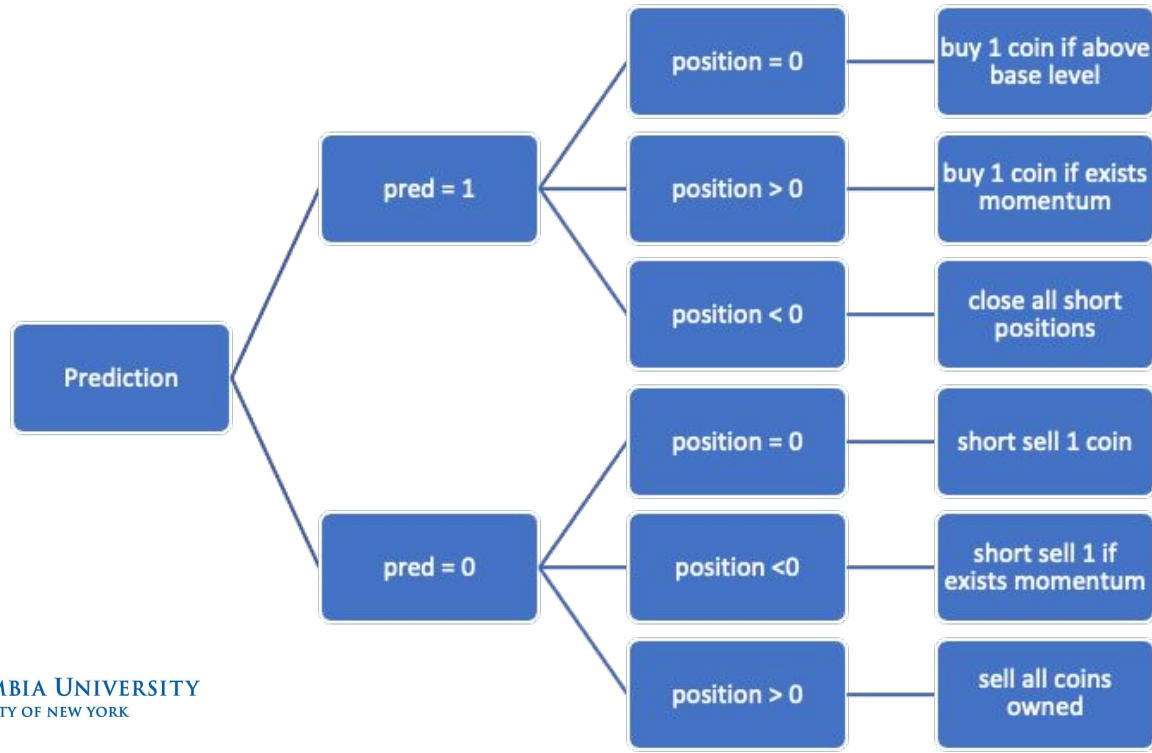 Prediction
pred = 1
position = 0
buy 1 coin if above
base level
position > 0
buy 1 coin if exists
momentum
position < 0
close all short
positions
pred = 0
position = 0
short sell 1 coin
position <0
short sell 1 if
exists momentum
position > 0
sell all coins
owned
MBIA UNIVERSITY
TY OF NEW YORK